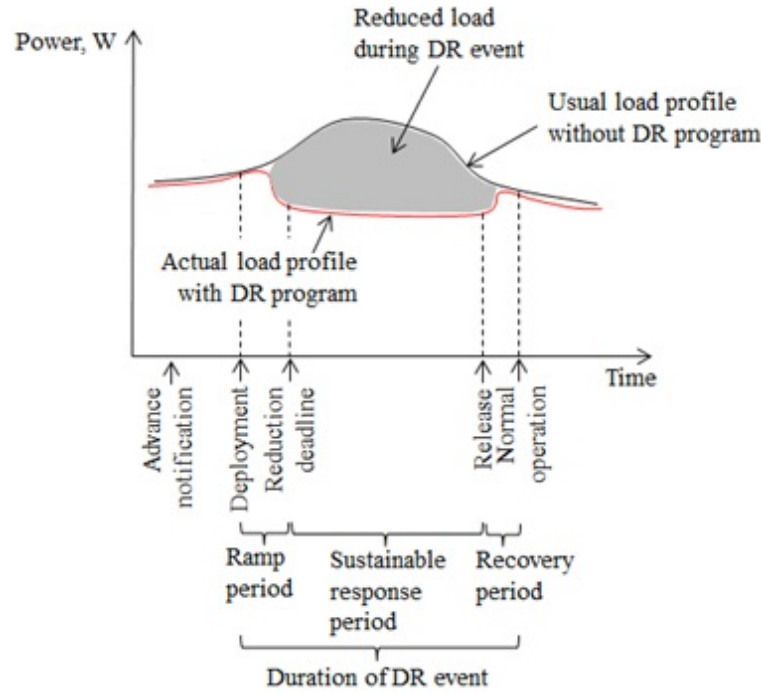 Power, W
Reduced load
during DR event
Usual load profile
without DR program
Actual load profile
with DR program
Time
Advance
notification
Deployment
Reduction
deadline
Release
Normal
operation
Ramp
period
Sustainable
response
period
Recovery
period
Duration of DR event